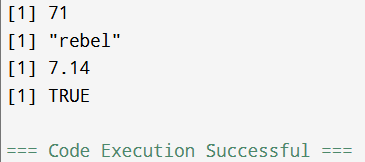 [1] 71
[1] "rebel"
[1] 7.14
[1] TRUE
=== Code Execution Successful ===